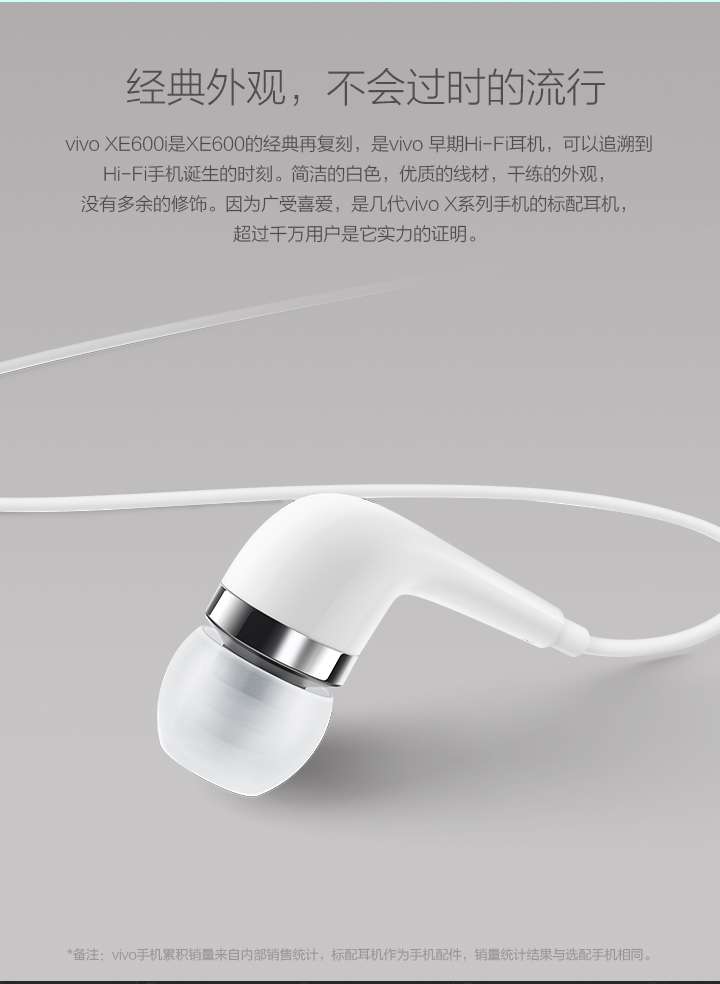 经典外观，不会过时的流行
vivo XE600i是XE600的经典再复刻，是vivo 早期Hi-Fi耳机，可以追溯到
Hi-Fi手机诞生的时刻。简洁的白色，优质的线材，干练的外观，
没有多余的修饰。因为广受喜爱，是几代vivo X系列手机的标配耳机，
超过千万用户是它实力的证明。
*备注：vivo手机累积销量来自内部销售统计，标配耳机作为手机配件，销量统计结果与选配手机相同。